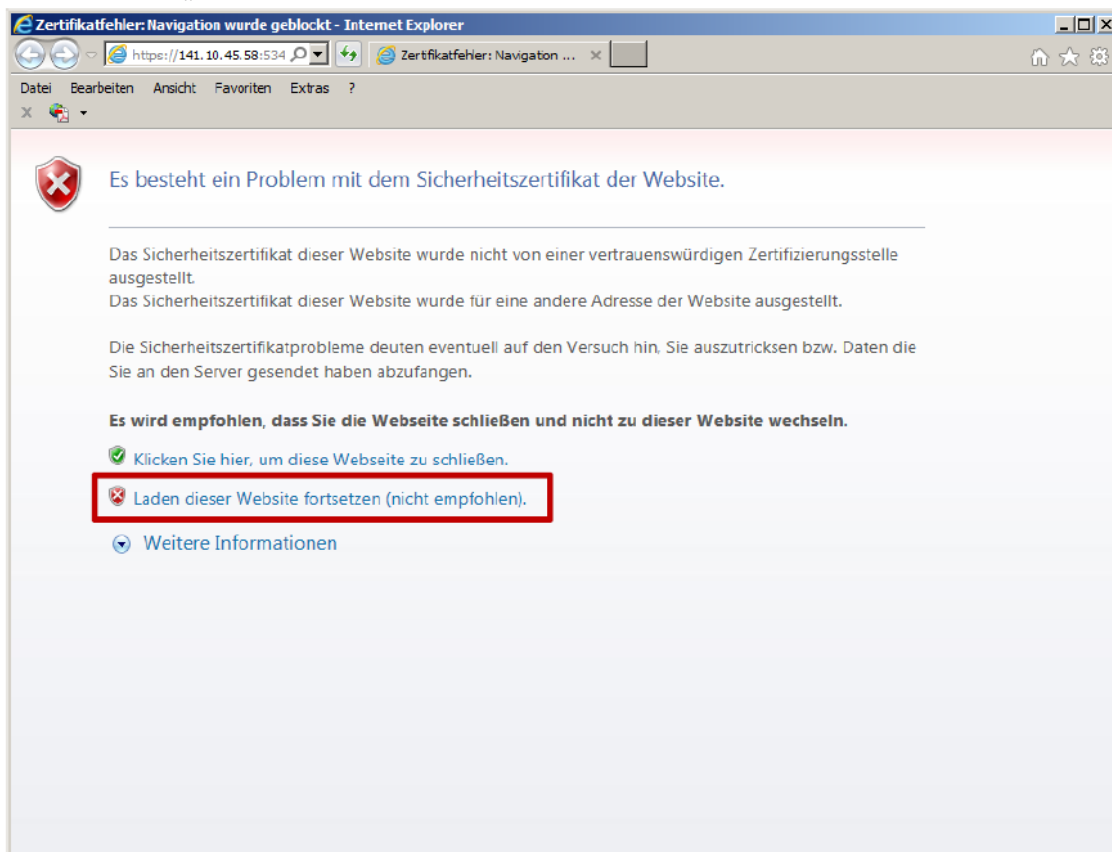 Zertifikatfehler: Navigation wurde geblockt - Internet Explorer
https://141.10.45.58:534
Zertifikatfehler: Navigation ...
Datei Bearbeiten Ansicht Favoriten Extras ?
Es besteht ein Problem mit dem Sicherheitszertifikat der Website.
Das Sicherheitszertifikat dieser Website wurde nicht von einer vertrauenswürdigen Zertifizierungsstelle
ausgestellt.
Das Sicherheitszertifikat dieser Website wurde für eine andere Adresse der Website ausgestellt.
Die Sicherheitszertifikatprobleme deuten eventuell auf den Versuch hin, Sie auszutricksen bzw. Daten die
Sie an den Server gesendet haben abzufangen.
Es wird empfohlen, dass Sie die Webseite schließen und nicht zu dieser Website wechseln.
Klicken Sie hier, um diese Webseite zu schließen.
Laden dieser Website fortsetzen (nicht empfohlen).
Weitere Informationen